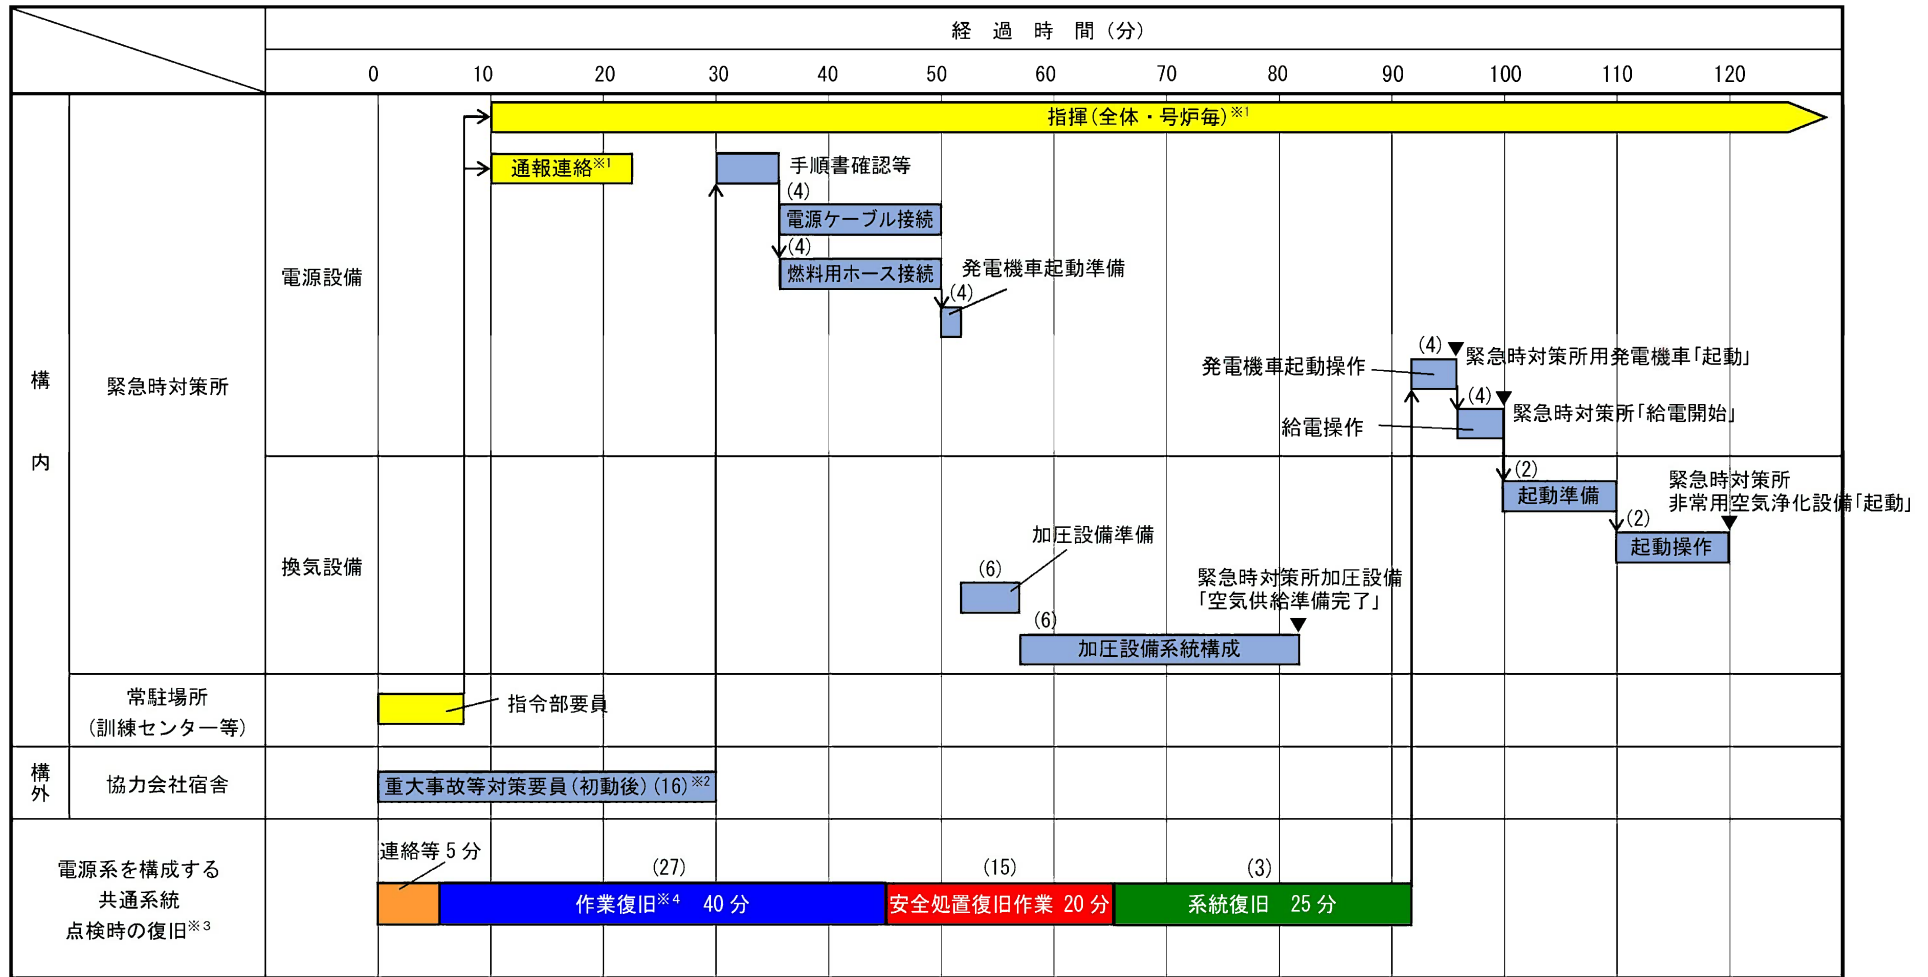 経 過 時 間（分）
0 10 20 30 40 50 60 70 80 90 100 110 120
指揮（全体・号炉毎）※1
通報連絡※1
手順書確認等
(4)
電源ケーブル接続
(4)
燃料用ホース接続
発電機車起動準備
(4)
電源設備
(4)
緊急時対策所用発電機車「起動」
発電機車起動操作
構内
緊急時対策所
(4)
緊急時対策所「給電開始」
給電操作
(2)
起動準備
緊急時対策所
非常用空気浄化設備「起動」
(2)
起動操作
換気設備
加圧設備準備
(6)
緊急時対策所加圧設備
「空気供給準備完了」
(6)
加圧設備系統構成
常駐場所
（訓練センター等）
指令部要員
構外
協力会社宿舎
重大事故等対策要員（初動後）(16)※2
電源系を構成する
共通系統
点検時の復旧※3
連絡等 5 分
(27)
(15)
(3)
作業復旧※4 40 分
安全処置復旧作業 20 分
系統復旧 25 分